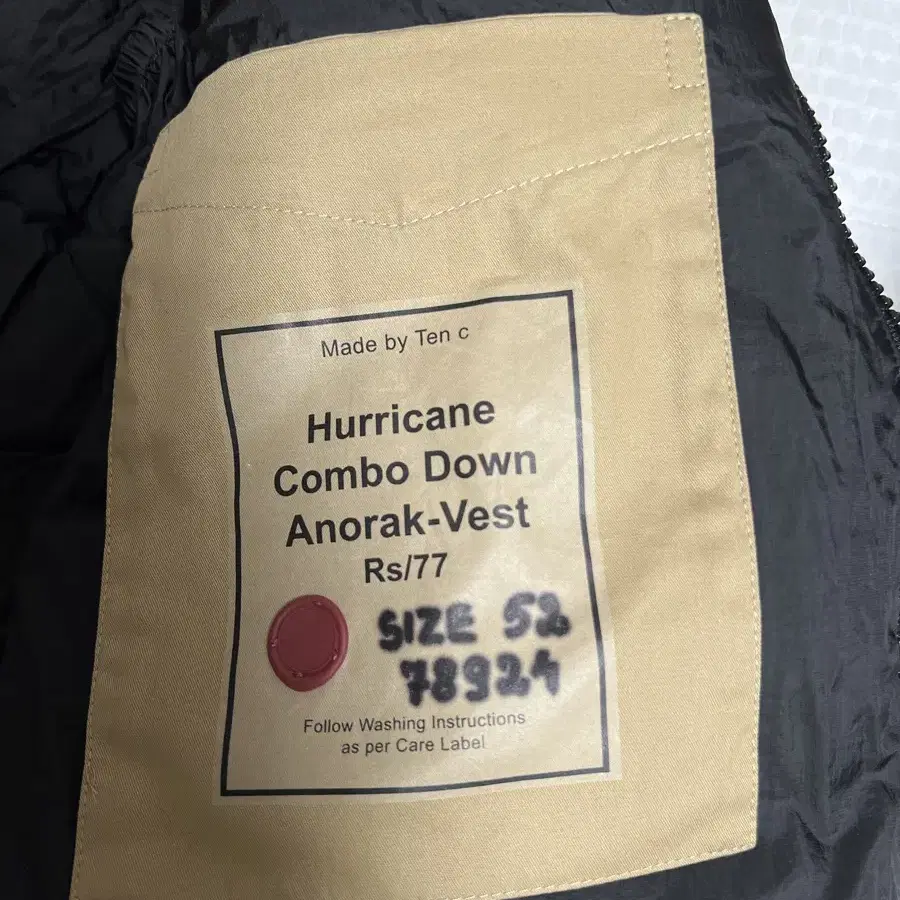 Made by Ten c
Hurricane
Combo Down
Anorak-Vest
Rs/77
SIZE 52
78924
Follow Washing Instructions
as per Care Label